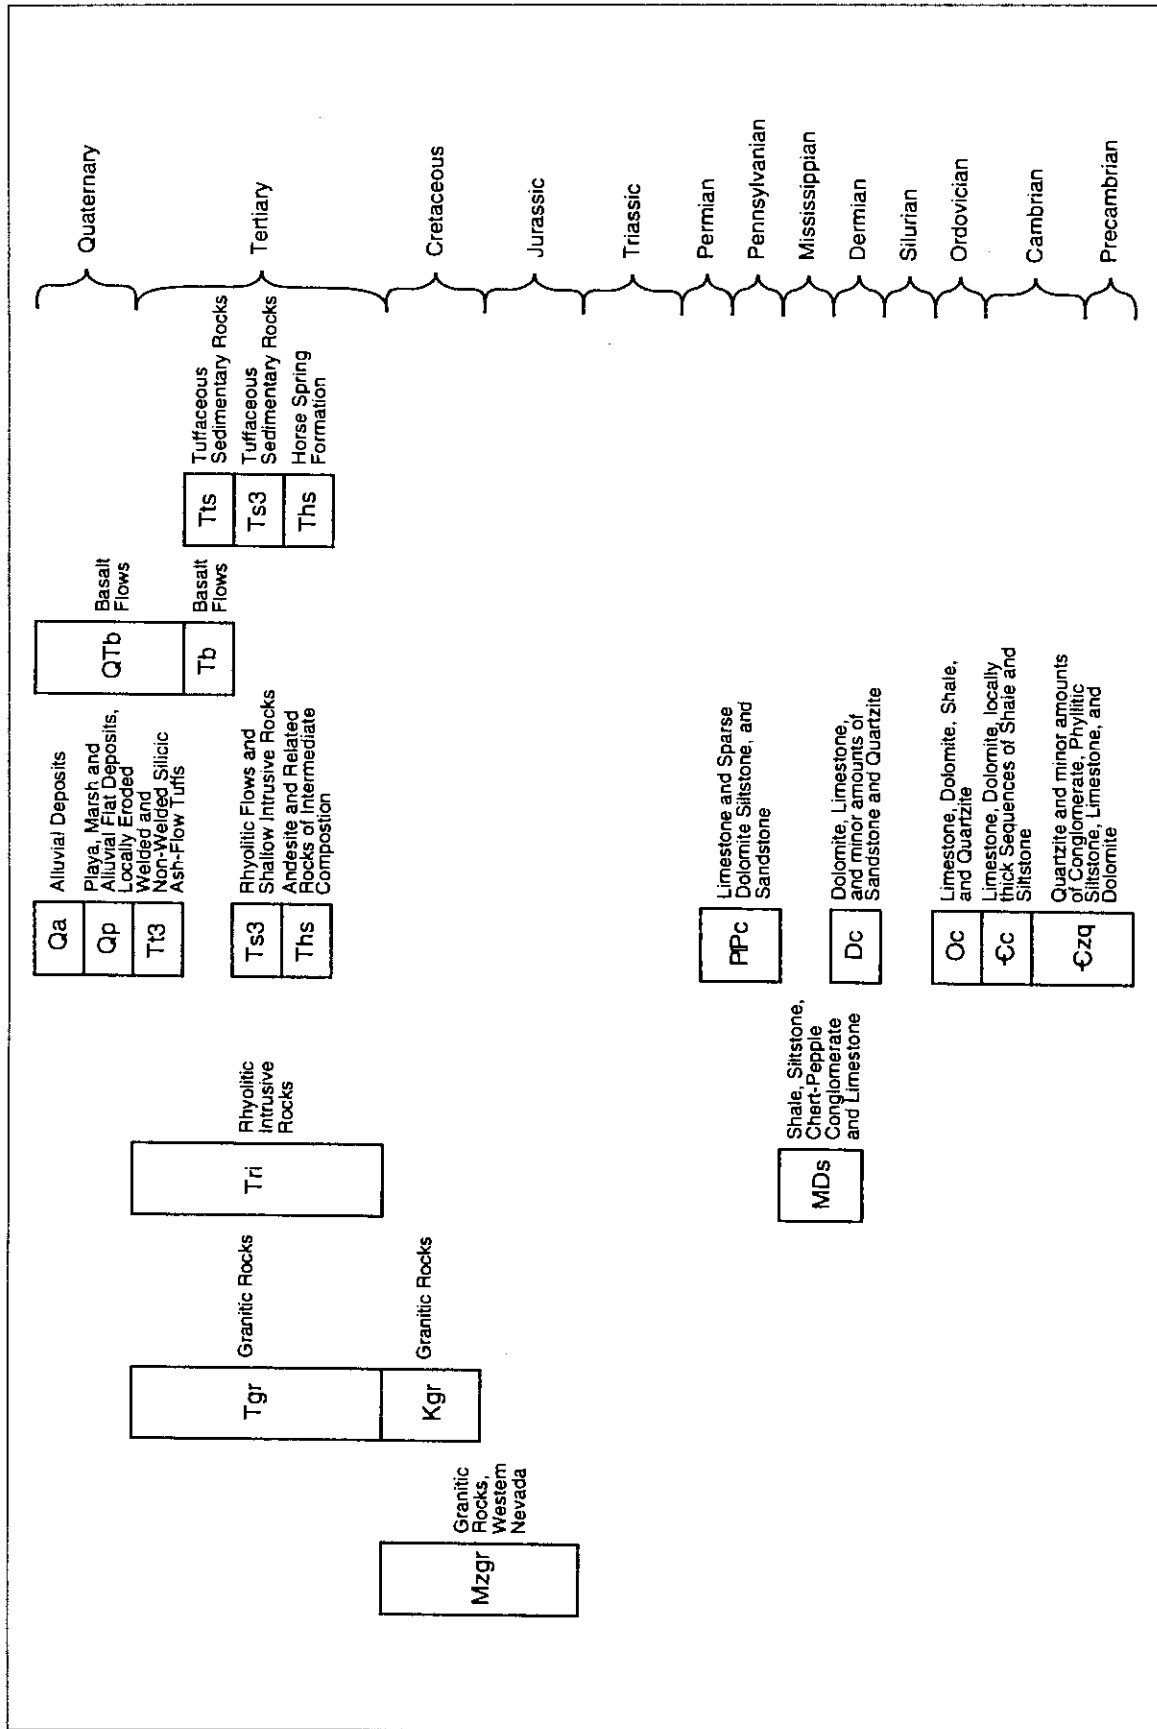 Mzgr
Granitic
Rocks,
Western
Nevada
Tgr
Granitic Rocks
Kgr
Granitic Rocks
Tri
Rhyolitic
Intrusive
Rocks
MDs
Shale, Siltstone,
Chert-Pepple
Conglomerate
and Limestone
Qa
Alluvial Deposits
Qp
Playa, Marsh and
Alluvial Flat Deposits,
Locally Eroded
Tt3
Welded and
Non-Welded Silicic
Ash-Flow Tuffs
Ts3
Rhyolitic Flows and
Shallow Intrusive Rocks
Ths
Andesite and Related
Rocks of Intermediate
Compostion
PIPc
Limestone and Sparse
Dolomite Siltstone, and
Sandstone
Dc
Dolomite, Limestone,
and minor amounts of
Sandstone and Quartzite
Oc
Limestone, Dolomite, Shale,
and Quartzite
Єc
Limestone, Dolomite, locally
thick Sequences of Shale and
Siltstone
Єzq
Quartzite and minor amounts
of Conglomerate, Phyllitic
Siltstone, Limestone, and
Dolomite
QTb
Basalt
Flows
Tb
Basalt
Flows
Tts
Tuffaceous
Sedimentary Rocks
Ts3
Tuffaceous
Sedimentary Rocks
Ths
Horse Spring
Formation
Quaternary
Tertiary
Cretaceous
Jurassic
Triassic
Permian
Pennsylvanian
Mississippian
Dermian
Silurian
Ordovician
Cambrian
Precambrian